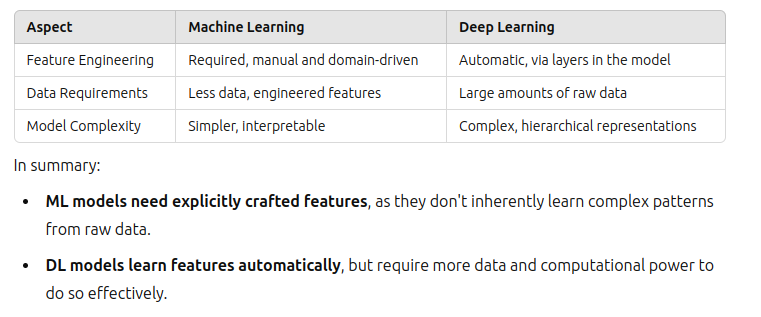 Aspect Machine Learning Deep Learning
Feature Engineering Required, manual and domain-driven Automatic, via layers in the model
Data Requirements Less data, engineered features Large amounts of raw data
Model Complexity Simpler, interpretable Complex, hierarchical representations
In summary:
• ML models need explicitly crafted features, as they don't inherently learn complex patterns
from raw data.
• DL models learn features automatically, but require more data and computational power to
do so effectively.